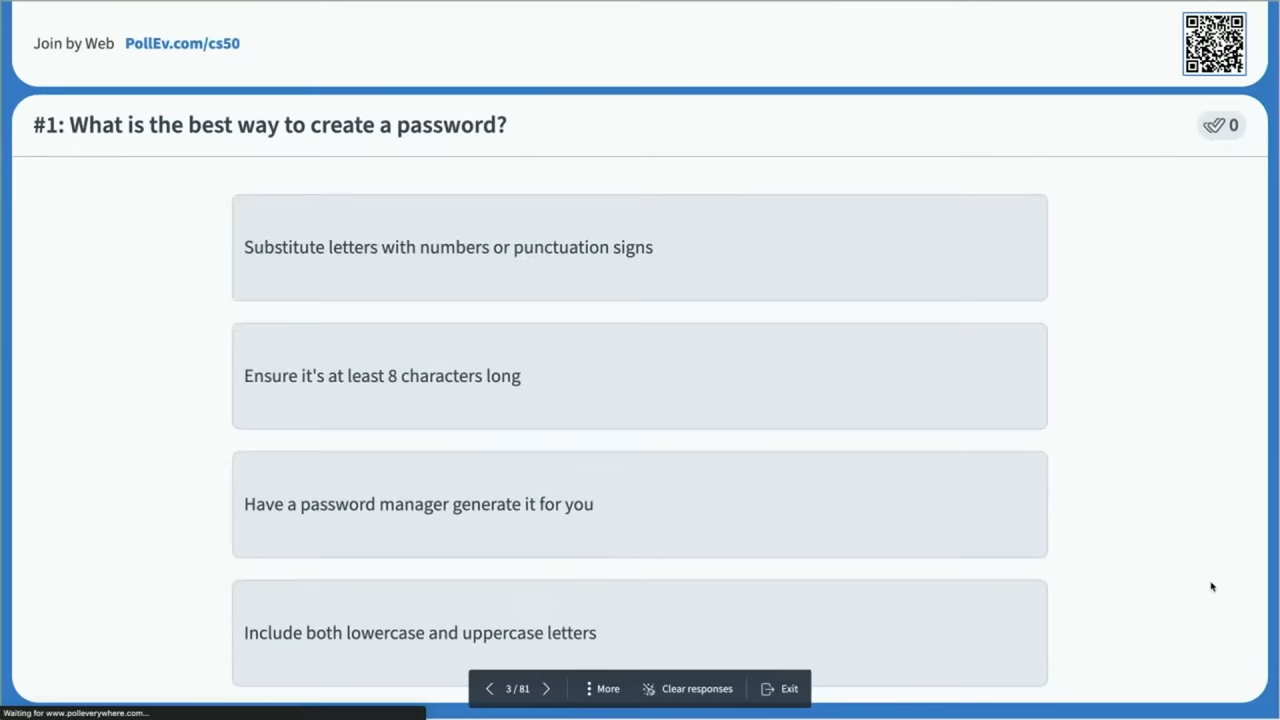 Join by Web PollEv.com/cs50
#1: What is the best way to create a password?
0
Substitute letters with numbers or punctuation signs
Ensure it's at least 8 characters long
Have a password manager generate it for you
Include both lowercase and uppercase letters
3 / 81 More Clear responses Exit
Waiting for www.polleverywhere.com...